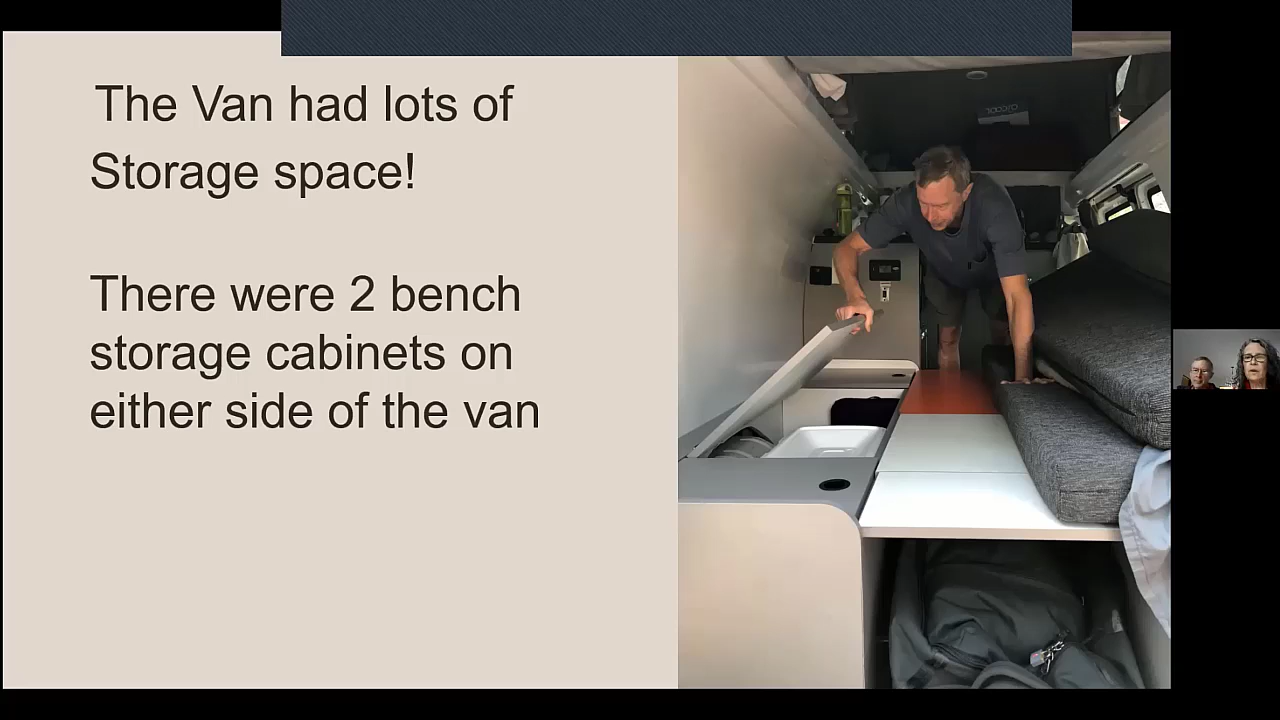 The Van had lots of
Storage space!
There were 2 bench
storage cabinets on
either side of the van